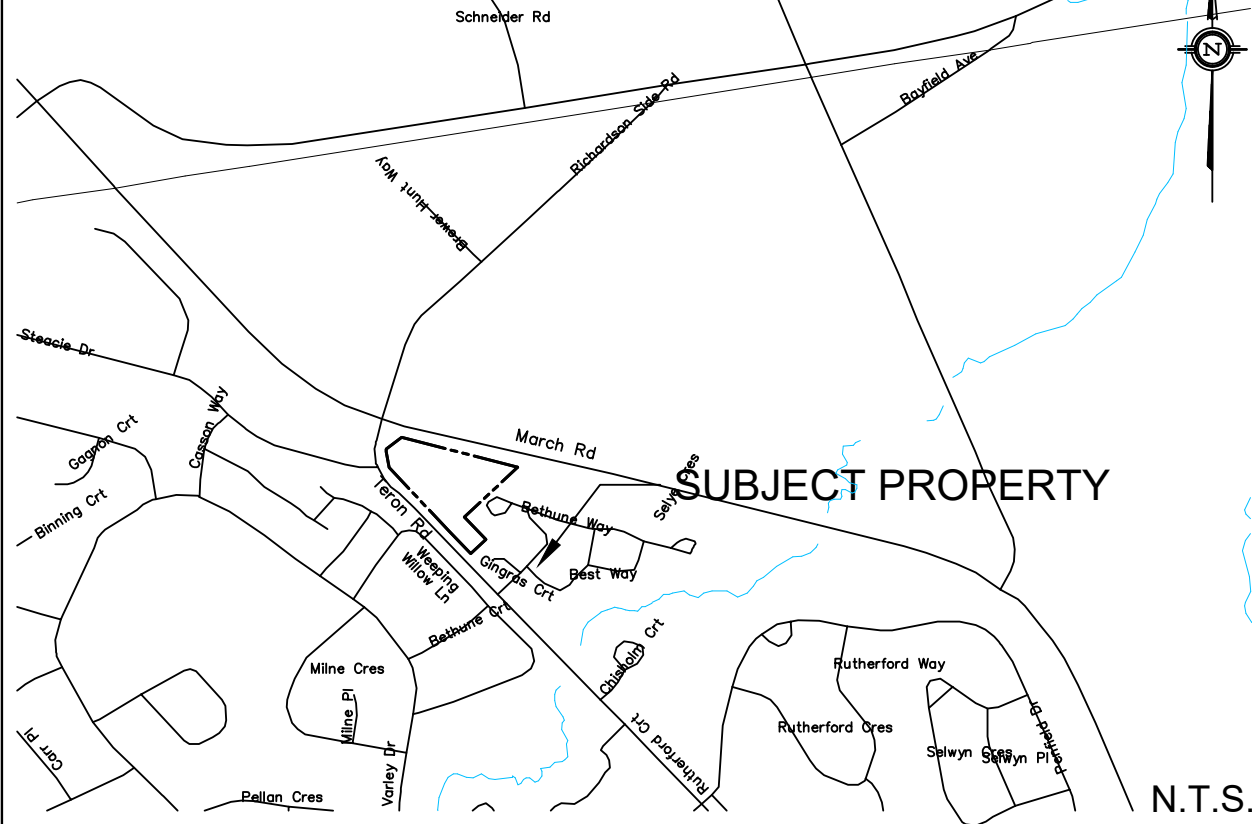 Schneider Rd
N
Bayfield Ave
Richardson Side Rd
Brewer Hunt Way
Steacie Dr
Casson Way
Gagnon Crt
March Rd
SUBJECT PROPERTY
Selye Cres
Binning Crt
Teron Rd
Bethune Way
Weeping
Willow Ln
Gingras Crt
Best Way
Bethune Crt
Chisholm Crt
Milne Cres
Rutherford Way
Milne Pl
Rutherford Cres
Penfield Dr
Carr Pl
Rutherford Crt
Selwyn Cres
Selwyn Pl
Varley Dr
Pellan Cres
N.T.S.